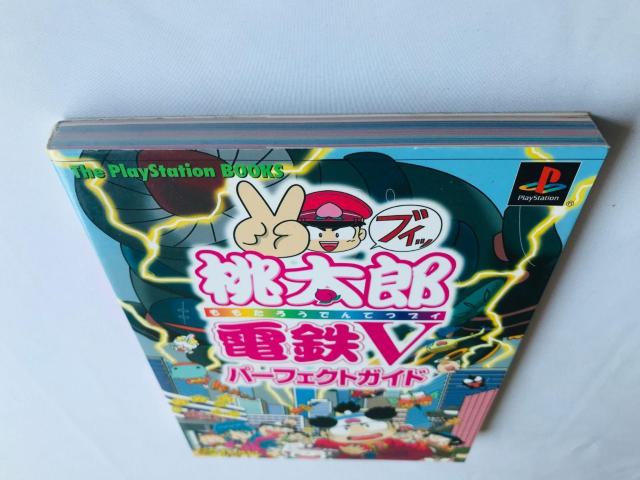 The PlayStation BOOKS
PlayStation
ブイッ
桃太郎
ももたろうでんてつブイ
電鉄V
パーフェクトガイド